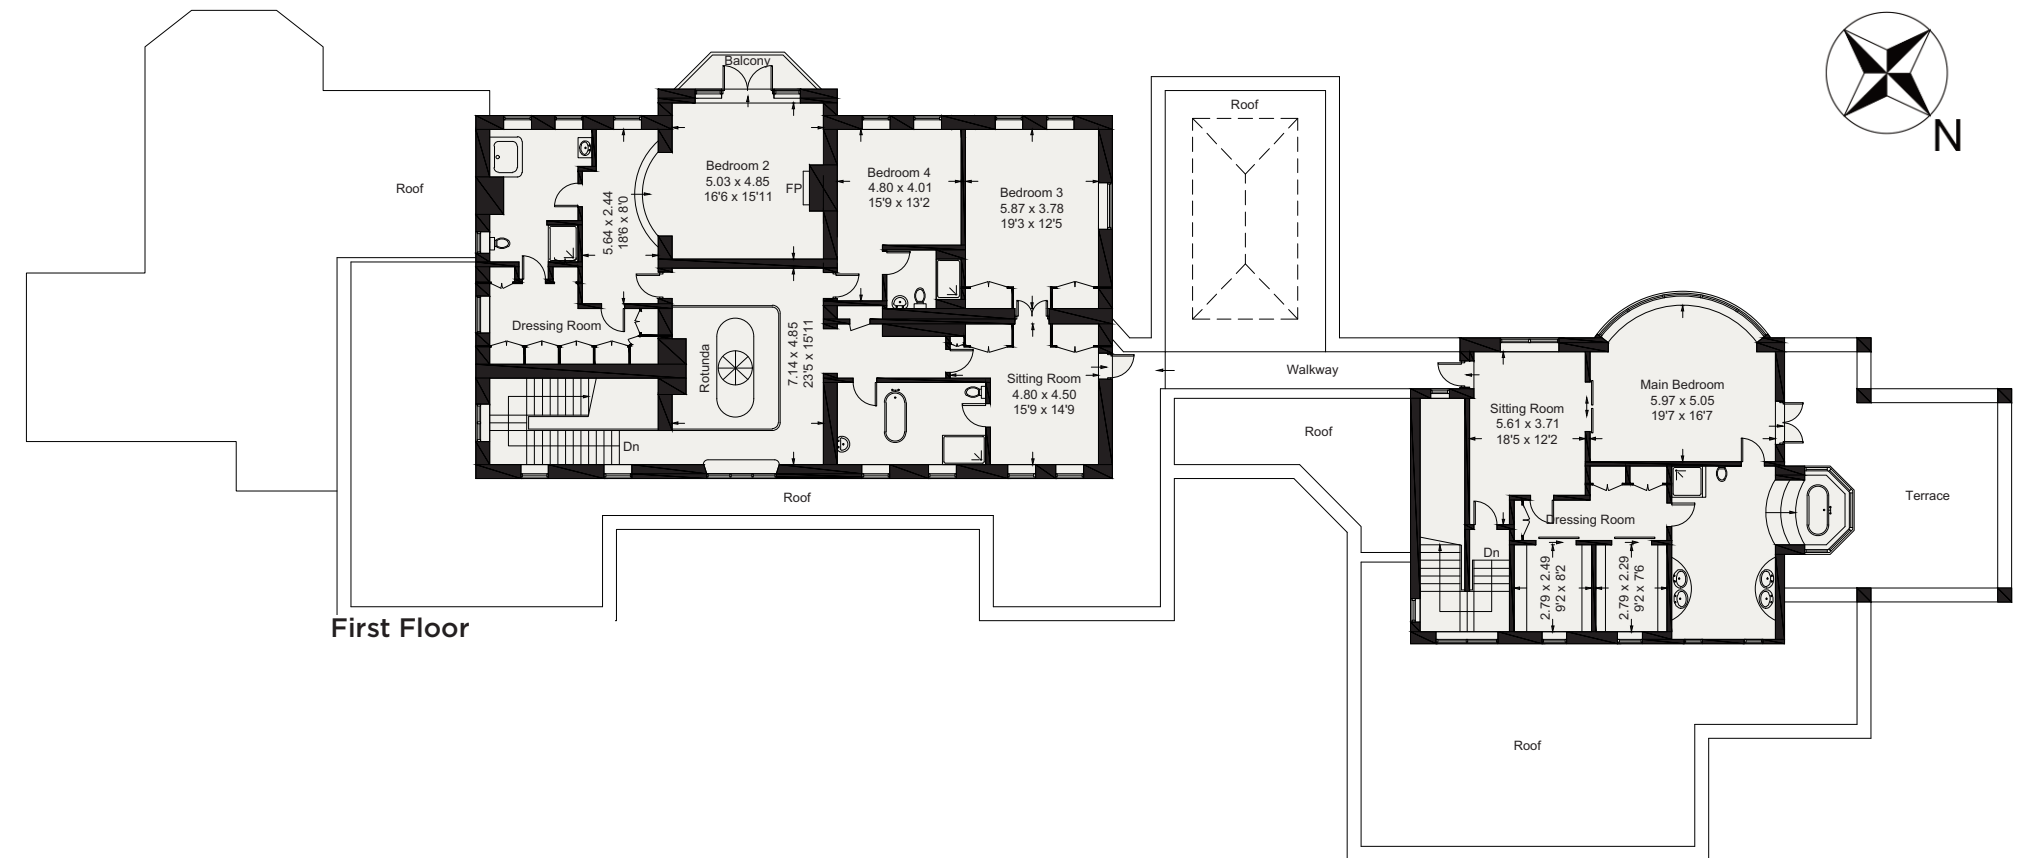 Balcony
N
Roof
Roof
Bedroom 2
5.03 x 4.85
16'6 x 15'11
FP
Bedroom 4
4.80 x 4.01
15'9 x 13'2
Bedroom 3
5.87 x 3.78
19'3 x 12'5
5.64 x 2.44
18'6 x 8'0
Dressing Room
Rotunda
7.14 x 4.85
23'5 x 15'11
Sitting Room
4.80 x 4.50
15'9 x 14'9
Walkway
Dn
Roof
Roof
Sitting Room
5.61 x 3.71
18'5 x 12'2
Main Bedroom
5.97 x 5.05
19'7 x 16'7
Terrace
Dressing Room
Dn
2.79 x 2.49
9'2 x 8'2
2.79 x 2.29
9'2 x 7'6
First Floor
Roof